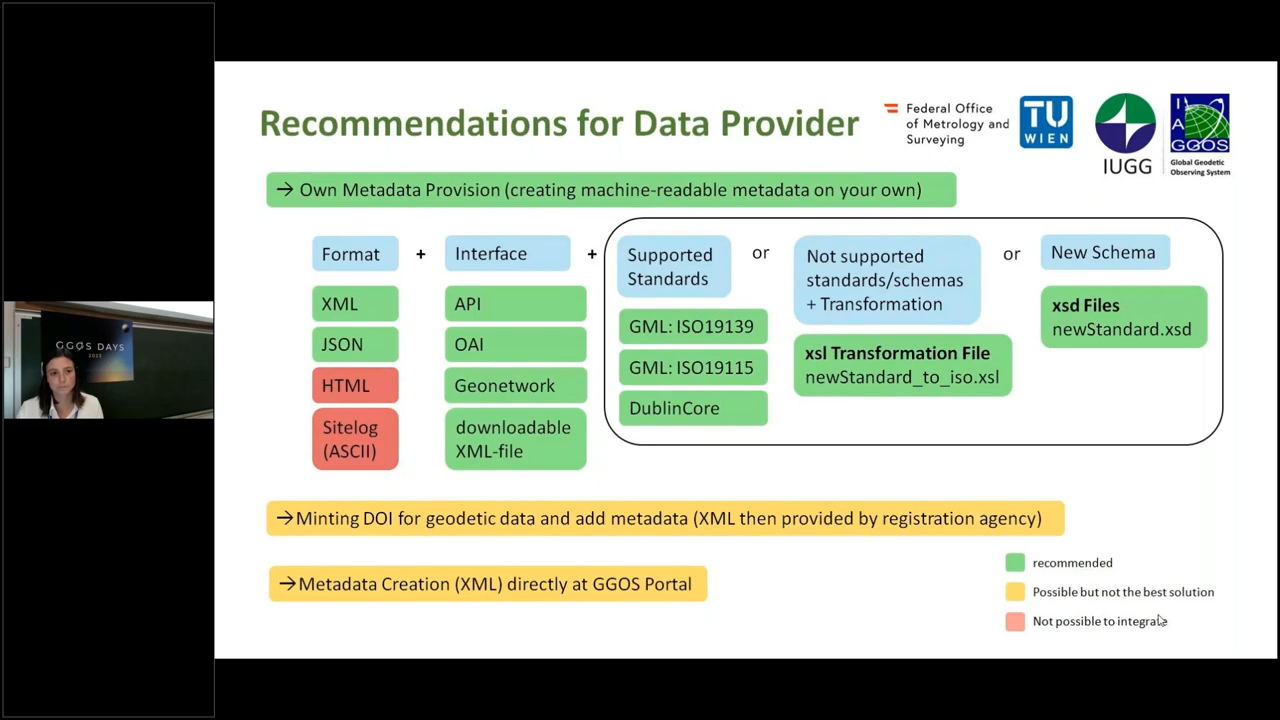 Recommendations for Data Provider
Federal Office
of Metrology and
Surveying
TU
WIEN
IUGG
I
A
GGOS
Global Geodetic
Observing System
→ Own Metadata Provision (creating machine-readable metadata on your own)
Format
+
Interface
+
Supported
Standards
or
Not supported
standards/schemas
+ Transformation
or
New Schema
XML
JSON
HTML
Sitelog
(ASCII)
API
OAI
Geonetwork
downloadable
XML-file
GML: ISO19139
GML: ISO19115
DublinCore
xsl Transformation File
newStandard_to_iso.xsl
xsd Files
newStandard.xsd
→Minting DOI for geodetic data and add metadata (XML then provided by registration agency)
→Metadata Creation (XML) directly at GGOS Portal
recommended
Possible but not the best solution
Not possible to integrate
GGOS DAYS